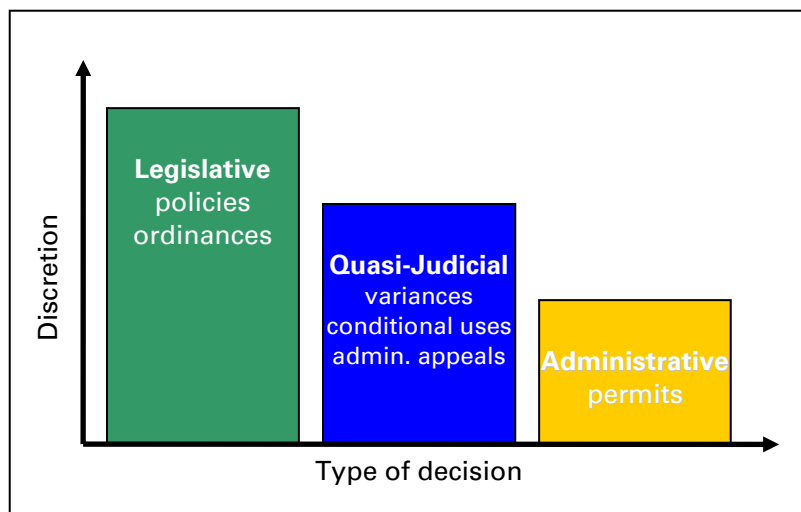 Discretion
Legislative
policies
ordinances
Quasi-Judicial
variances
conditional uses
admin. appeals
Administrative
permits
Type of decision